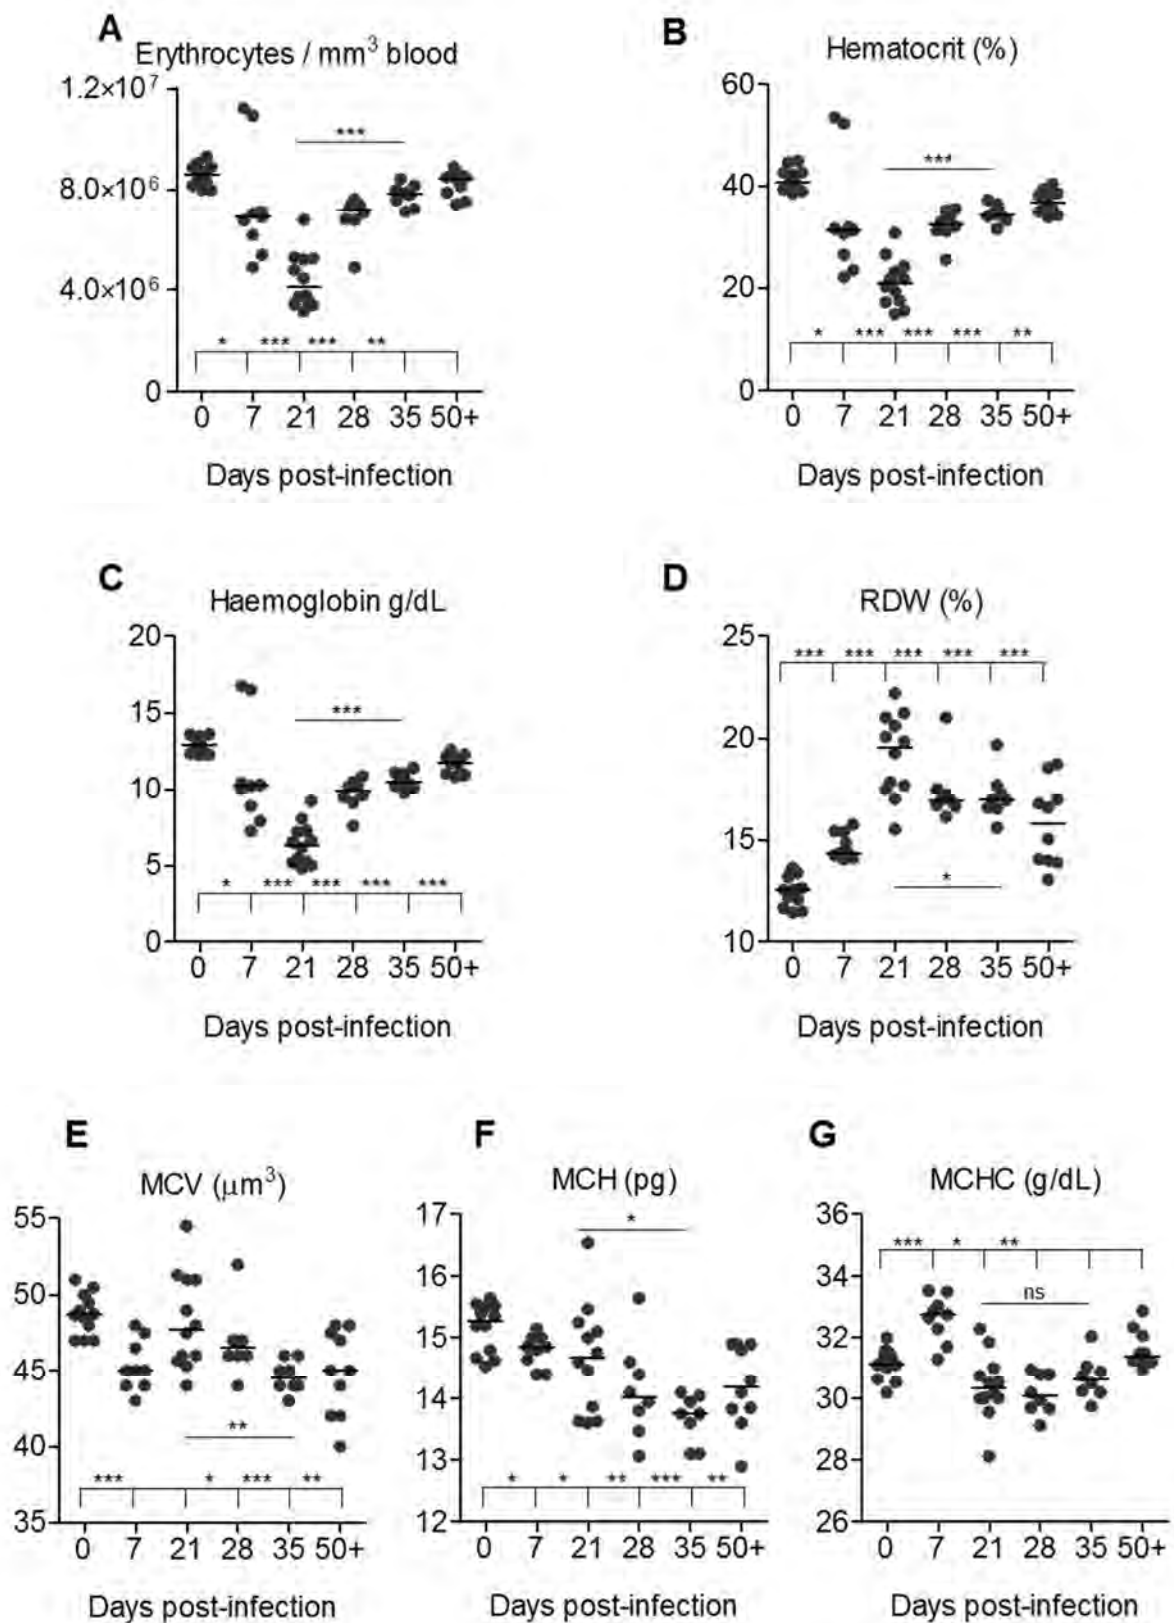 A
Erythrocytes / mm³ blood
1.2×10⁷
8.0×10⁶
4.0×10⁶
0
***
* *** *** **
0 7 21 28 35 50+
Days post-infection
B
Hematocrit (%)
60
40
20
0
***
* *** *** *** **
0 7 21 28 35 50+
Days post-infection
C
Haemoglobin g/dL
20
15
10
5
0
***
* *** *** *** ***
0 7 21 28 35 50+
Days post-infection
D
RDW (%)
25
20
15
10
*** *** *** *** ***
*
0 7 21 28 35 50+
Days post-infection
E
MCV (μm³)
55
50
45
40
35
**
*** * *** **
0 7 21 28 35 50+
Days post-infection
F
MCH (pg)
17
16
15
14
13
12
*
* * ** *** **
0 7 21 28 35 50+
Days post-infection
G
MCHC (g/dL)
36
34
32
30
28
26
*** * **
ns
0 7 21 28 35 50+
Days post-infection